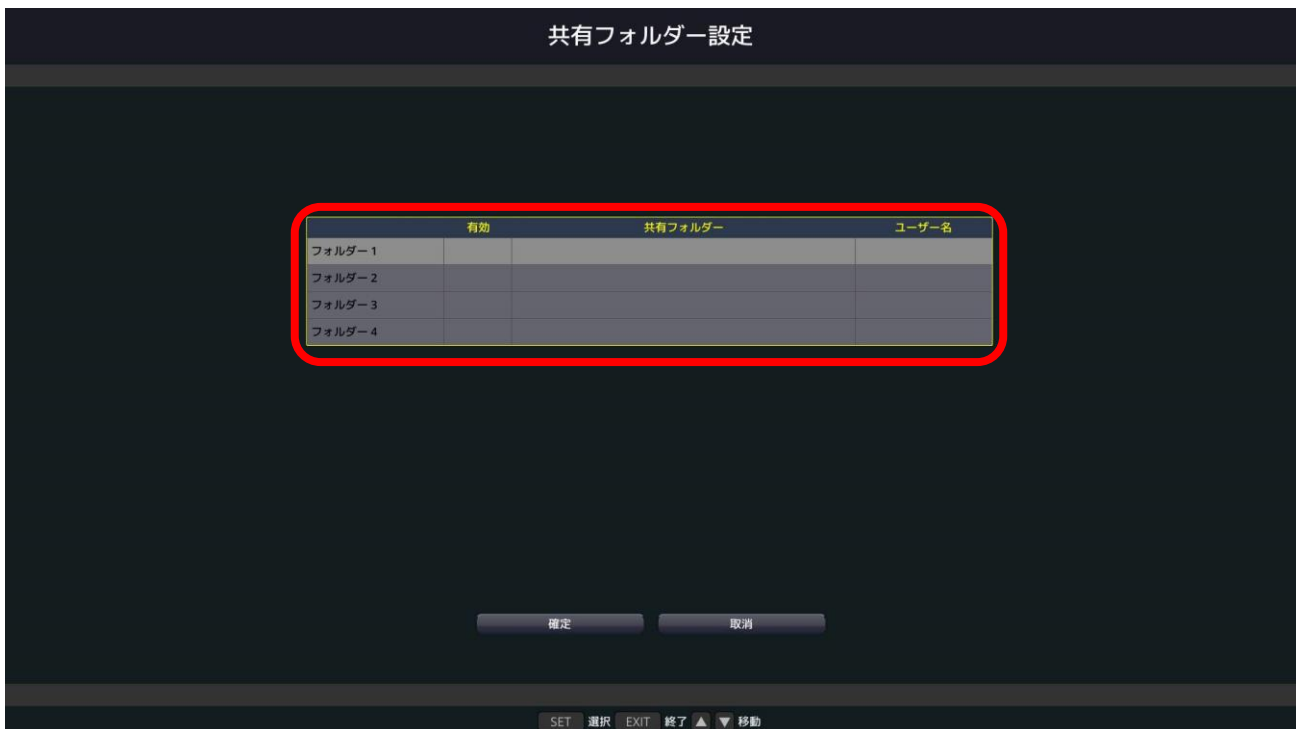 共有フォルダー設定
有効 共有フォルダー ユーザー名
フォルダー1
フォルダー2
フォルダー3
フォルダー4
確定 取消
SET 選択 EXIT 終了 ▲ ▼ 移動